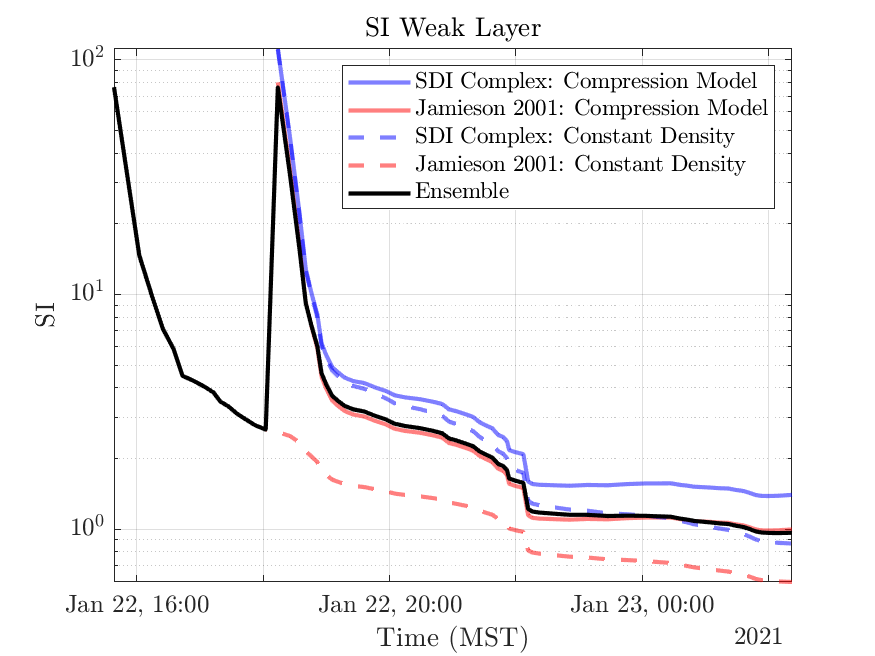 SI Weak Layer
10^2
10^1
10^0
SI
SDI Complex: Compression Model
Jamieson 2001: Compression Model
SDI Complex: Constant Density
Jamieson 2001: Constant Density
Ensemble
Jan 22, 16:00
Jan 22, 20:00
Jan 23, 00:00
Time (MST)
2021